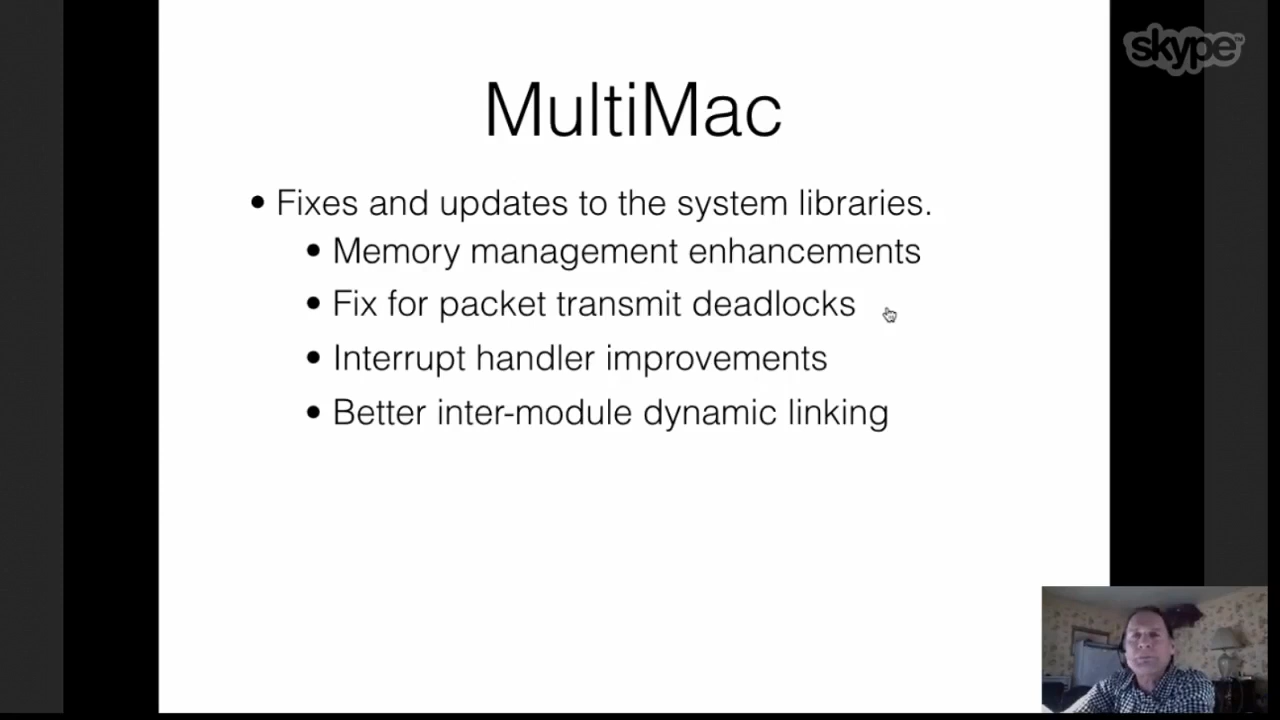 skype™
MultiMac
• Fixes and updates to the system libraries.
• Memory management enhancements
• Fix for packet transmit deadlocks
• Interrupt handler improvements
• Better inter-module dynamic linking